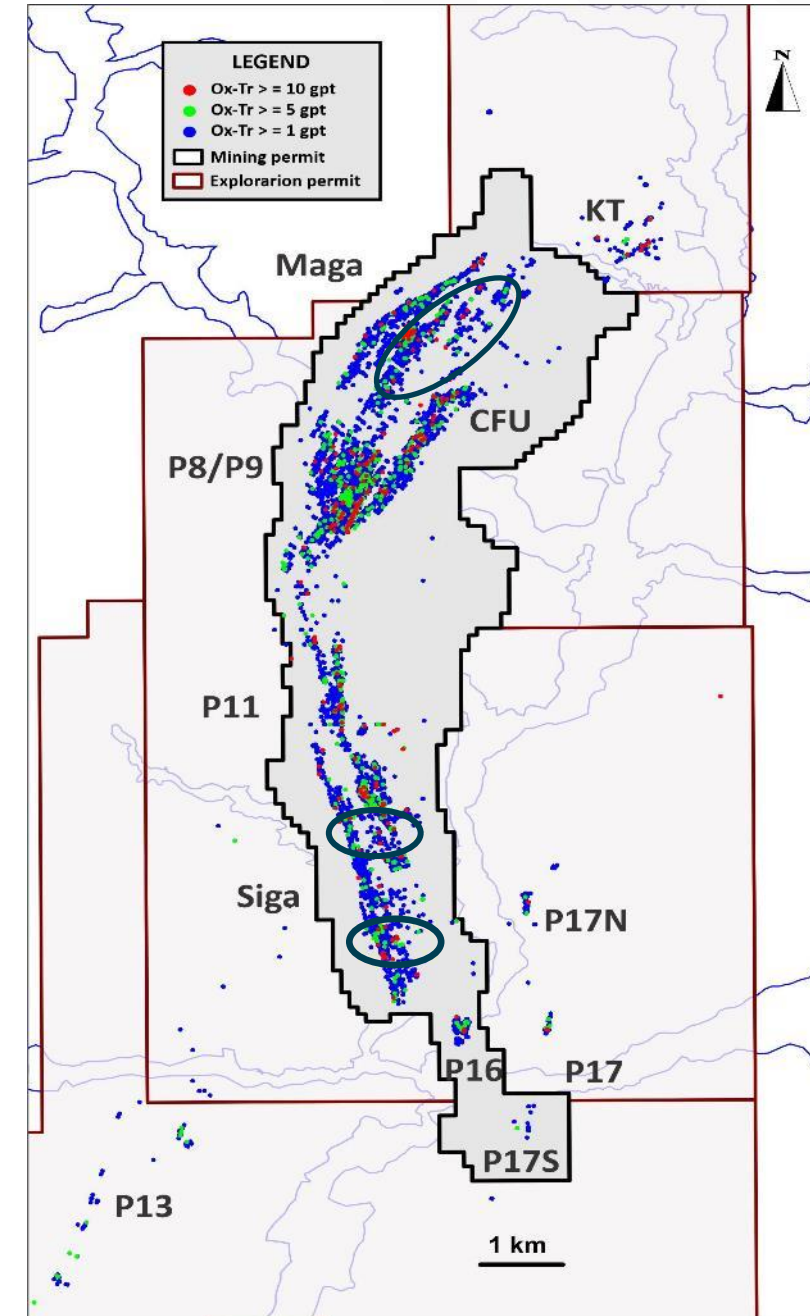 LEGEND
Ox-Tr > = 10 gpt
Ox-Tr > = 5 gpt
Ox-Tr > = 1 gpt
Mining permit
Explorarion permit
N
KT
Maga
CFU
P8/P9
P11
Siga
P17N
P16
P17
P17S
P13
1 km